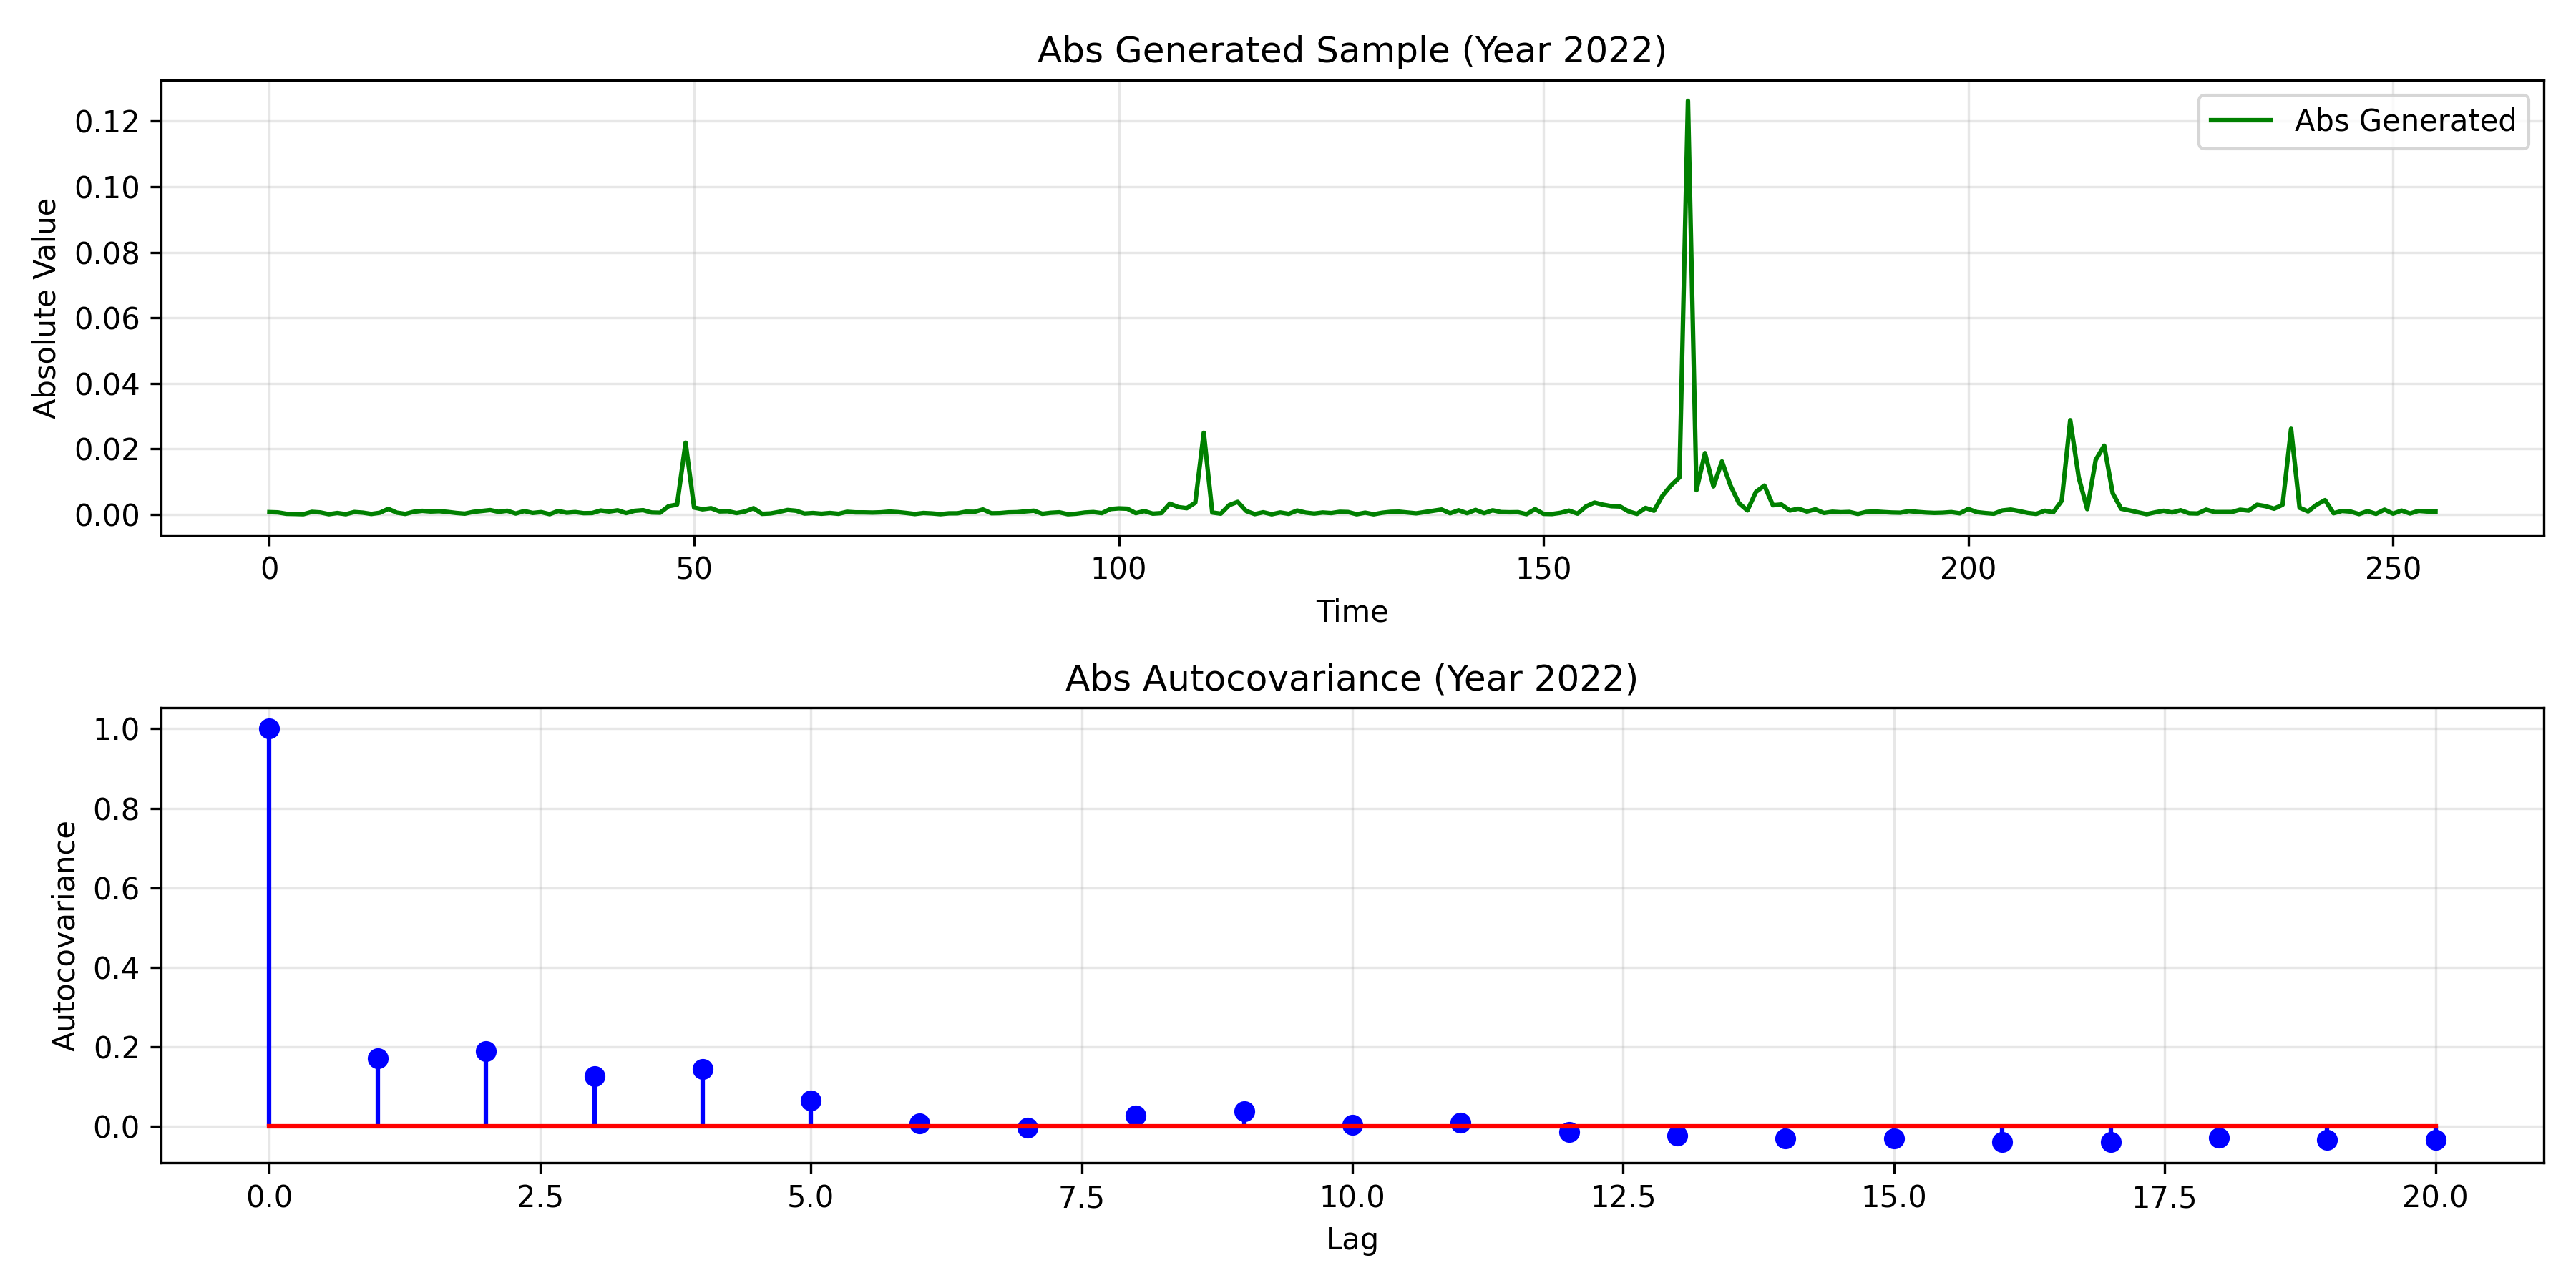 Abs Generated Sample (Year 2022)
Absolute Value
0.12
0.10
0.08
0.06
0.04
0.02
0.00
Abs Generated
0 50 100 150 200 250
Time
Abs Autocovariance (Year 2022)
Autocovariance
1.0
0.8
0.6
0.4
0.2
0.0
0.0 2.5 5.0 7.5 10.0 12.5 15.0 17.5 20.0
Lag